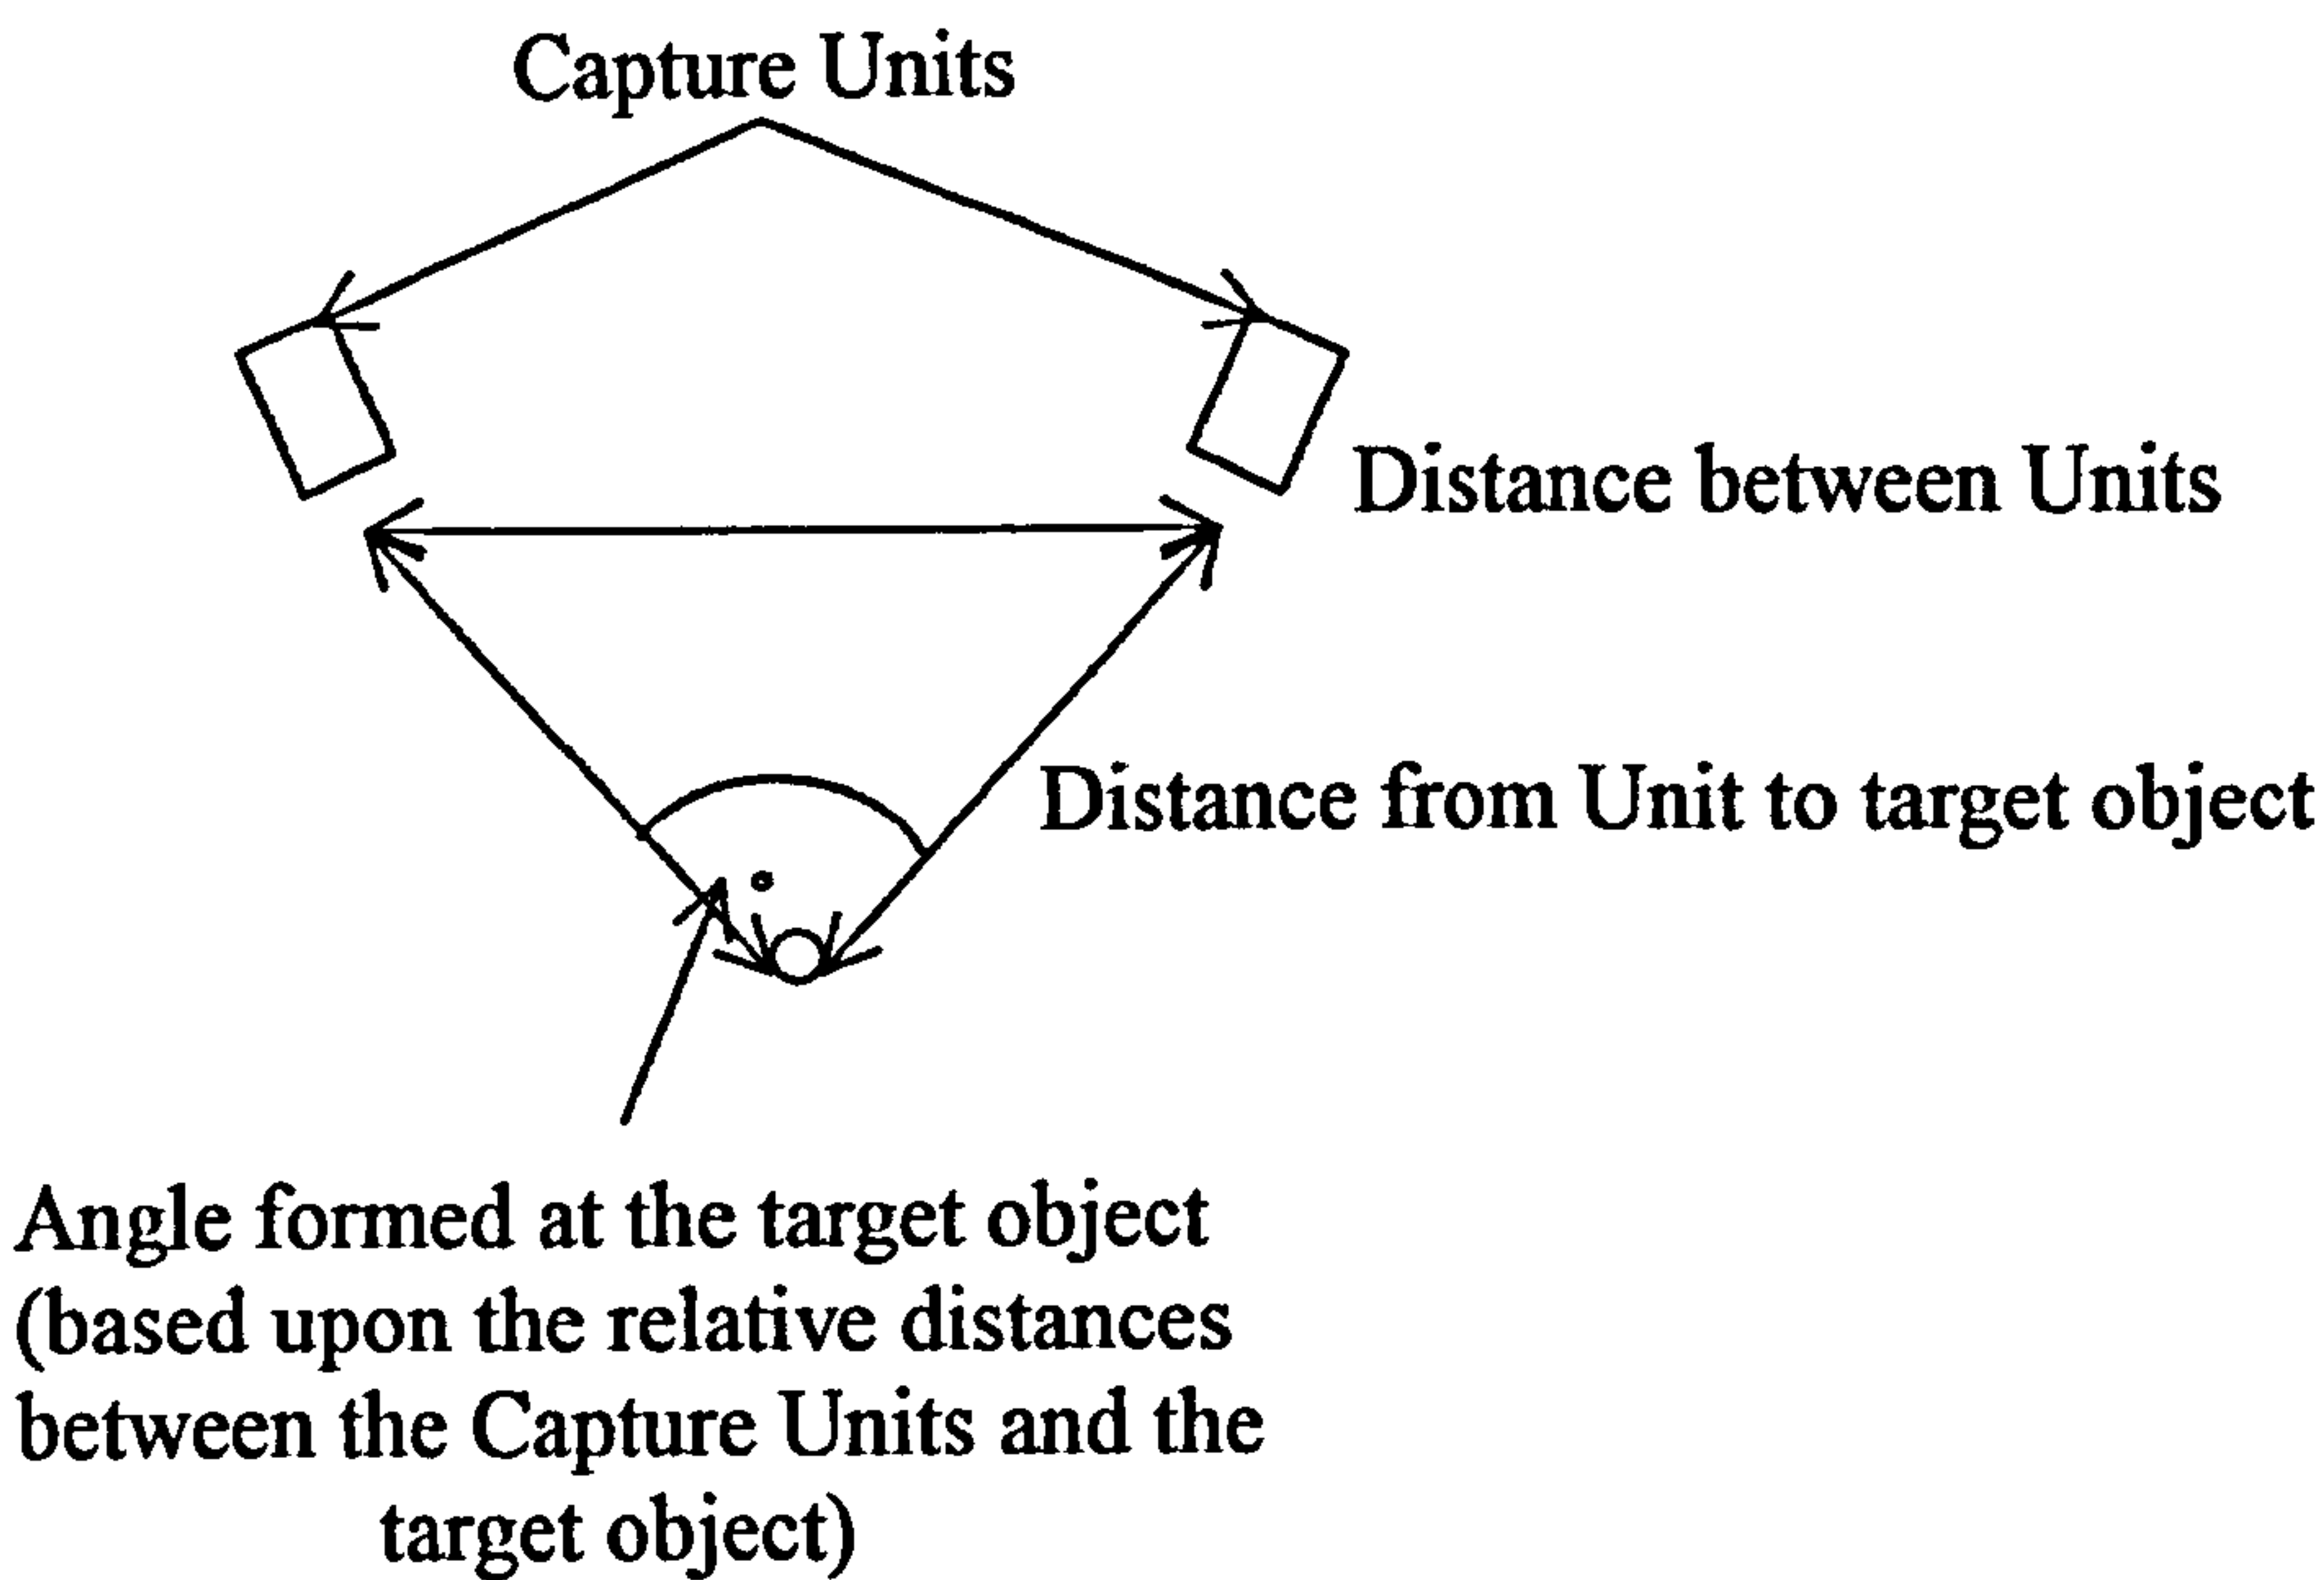 Capture Units
Distance between Units
Distance from Unit to target object
Angle formed at the target object
(based upon the relative distances
between the Capture Units and the
target object)